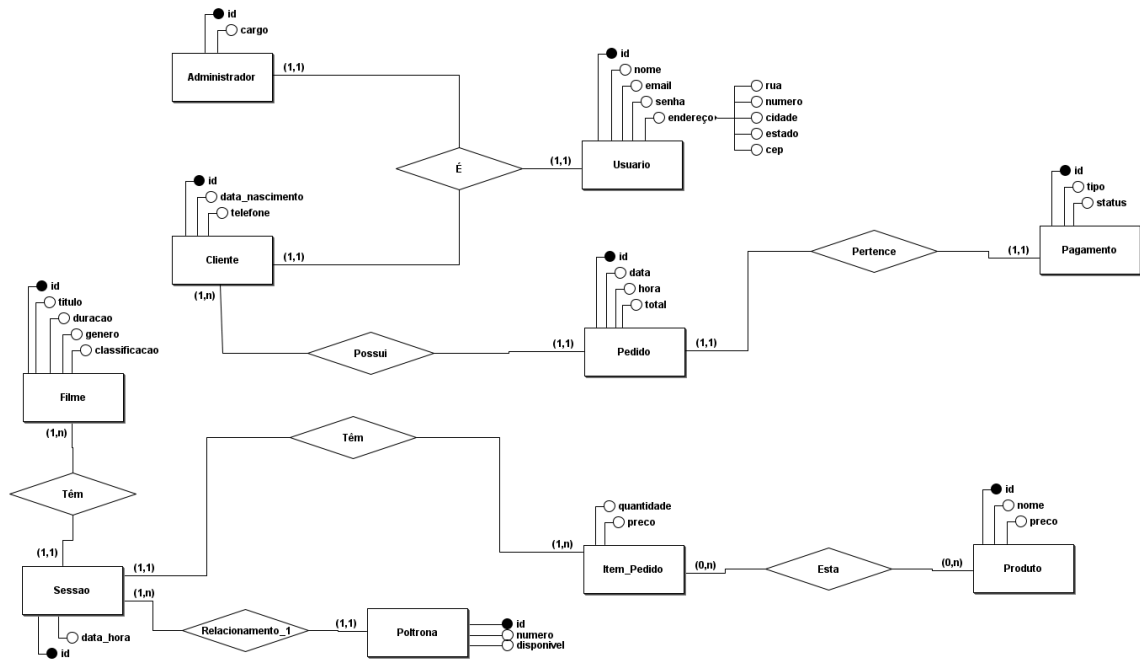 id
cargo
Administrador
(1,1)
id
nome
email
senha
endereço
rua
numero
cidade
estado
cep
É
(1,1)
Usuario
id
data_nascimento
telefone
Cliente
(1,1)
(1,n)
id
tipo
status
Pagamento
(1,1)
Pertence
id
data
hora
total
Pedido
(1,1)
(1,1)
Possui
id
titulo
duracao
genero
classificacao
Filme
(1,n)
Têm
(1,1)
Têm
(1,1)
(1,n)
quantidade
preco
Item_Pedido
(0,n)
Esta
(0,n)
id
nome
preco
Produto
Sessao
(1,n)
data_hora
id
Relacionamento_1
(1,1)
Poltrona
id
numero
disponivel